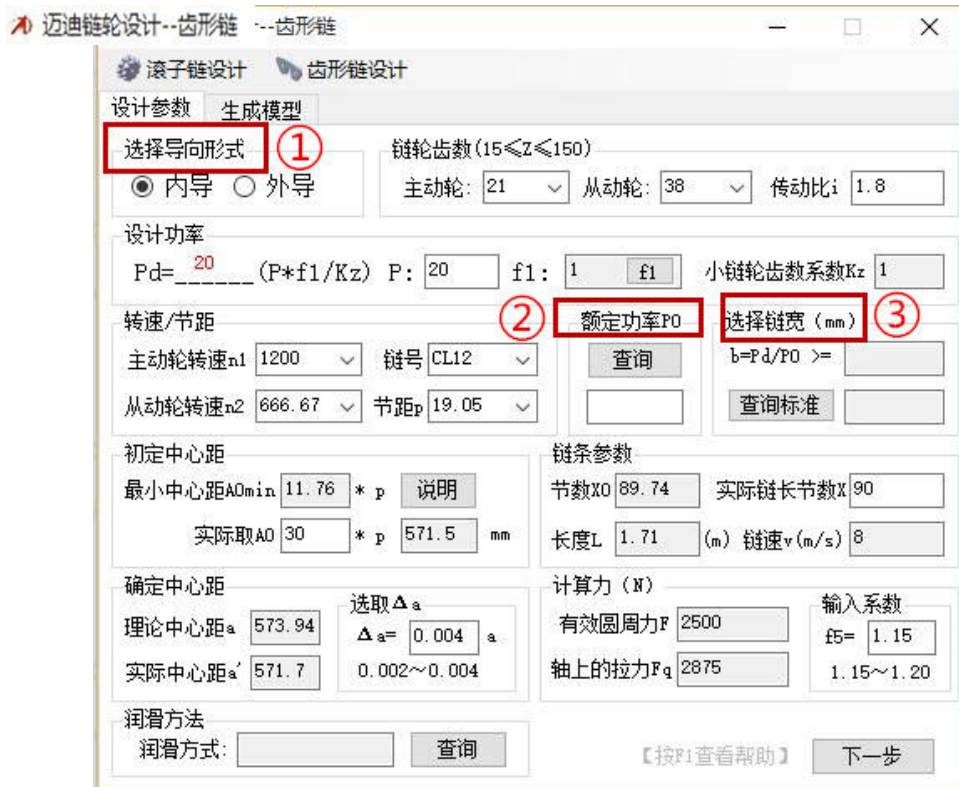 迈迪链轮设计--齿形链 --齿形链
滚子链设计 齿形链设计
设计参数 生成模型
选择导向形式 ① 链轮齿数(15≤Z≤150)
内导 外导 主动轮: 21 从动轮: 38 传动比i 1.8
设计功率
Pd=__20____(P*f1/Kz) P: 20 f1: 1 f1 小链轮齿数系数Kz 1
转速/节距 ② 额定功率P0 选择链宽 (mm) ③
主动轮转速n1 1200 链号 CL12 查询 b=Pd/P0 >=
从动轮转速n2 666.67 节距p 19.05 查询标准
初定中心距 链条参数
最小中心距A0min 11.76 * p 说明 节数X0 89.74 实际链长节数X 90
实际取A0 30 * p 571.5 mm 长度L 1.71 (m) 链速v(m/s) 8
确定中心距 选取Δa 计算力 (N) 输入系数
理论中心距a 573.94 Δa= 0.004 a 有效圆周力F 2500 f5= 1.15
实际中心距a' 571.7 0.002～0.004 轴上的拉力Fq 2875 1.15～1.20
润滑方法
润滑方式: 查询 【按F1查看帮助】 下一步